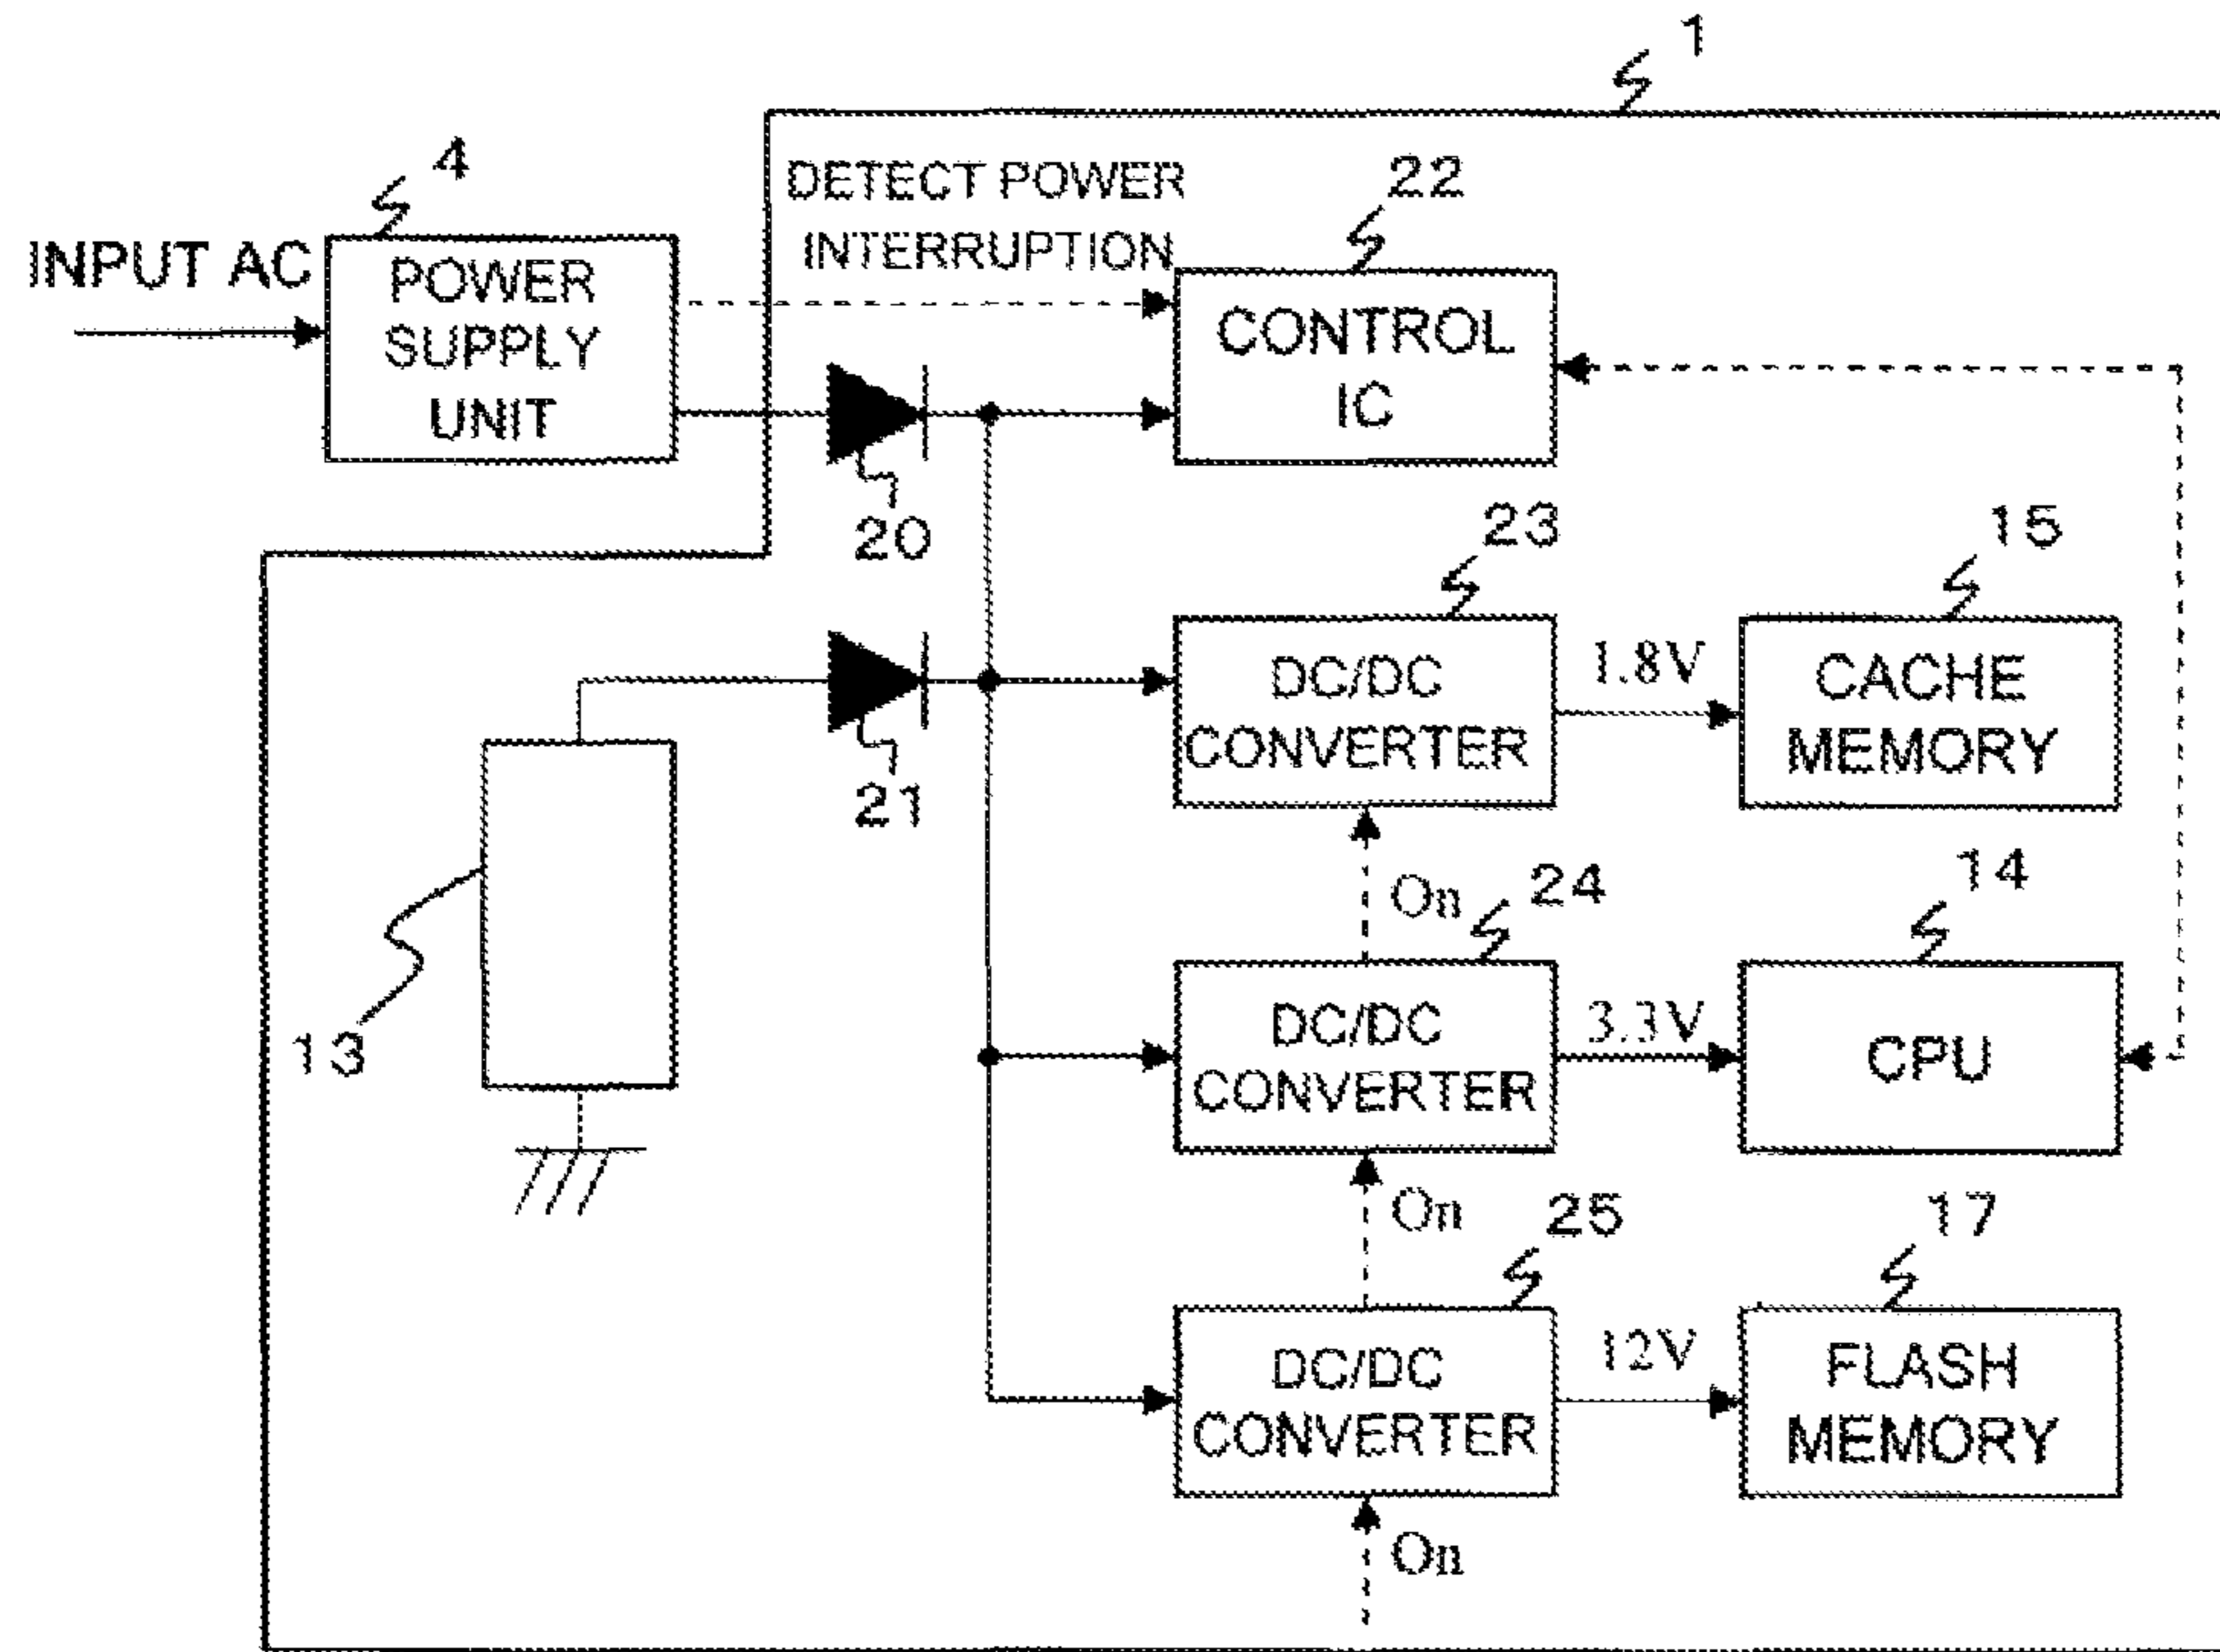 1
4
DETECT POWER
INTERRUPTION
22
INPUT AC
POWER
SUPPLY
UNIT
CONTROL
IC
20
23
15
DC/DC
CONVERTER
1.8V
CACHE
MEMORY
21
On
24
14
13
DC/DC
CONVERTER
3.3V
CPU
On
25
17
DC/DC
CONVERTER
12V
FLASH
MEMORY
On